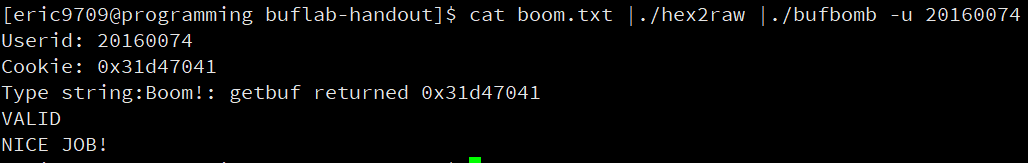 [eric9709@programming buflab-handout]$ cat boom.txt |./hex2raw |./bufbomb -u 20160074
Userid: 20160074
Cookie: 0x31d47041
Type string:Boom!: getbuf returned 0x31d47041
VALID
NICE JOB!